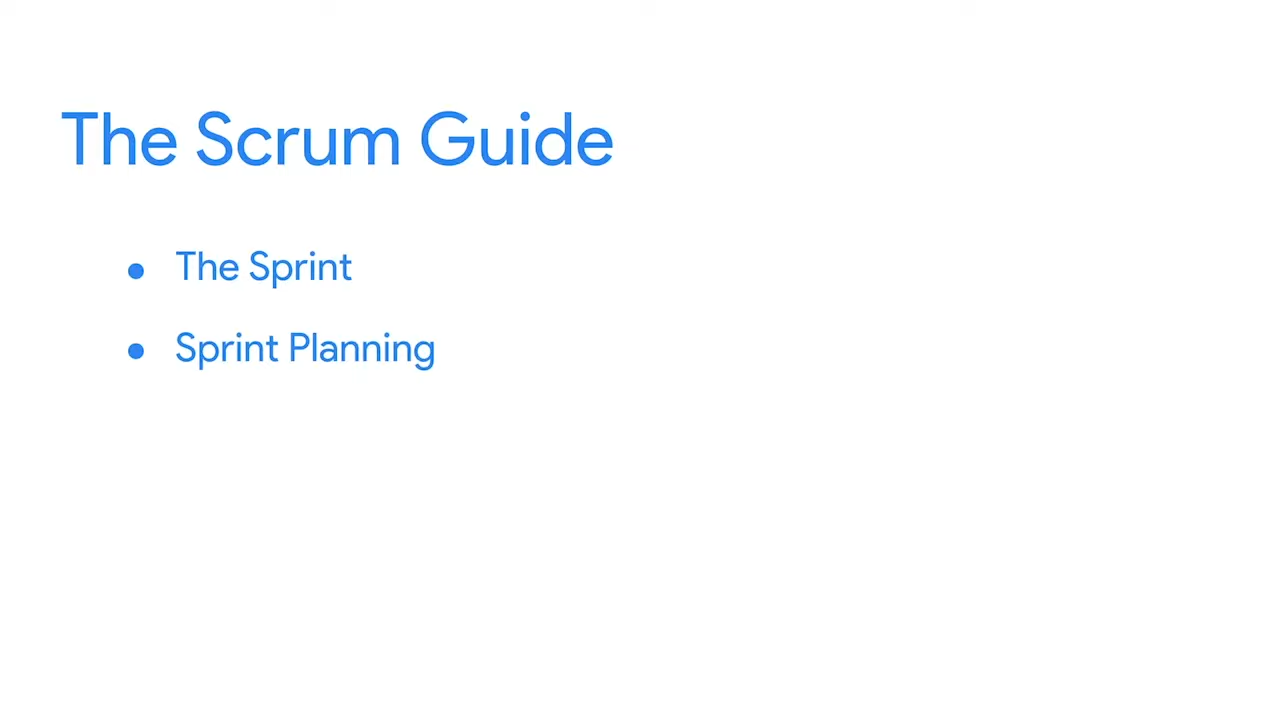 The Scrum Guide
● The Sprint
● Sprint Planning